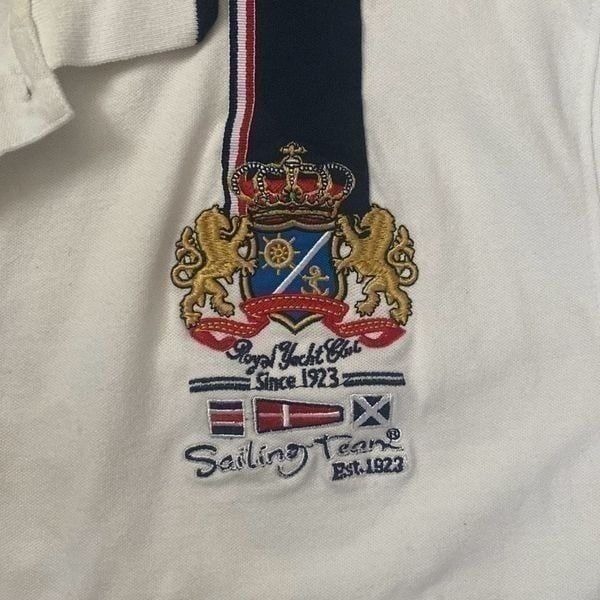 Royal Yacht Club
Since 1923
Sailing Team®
Est.1923